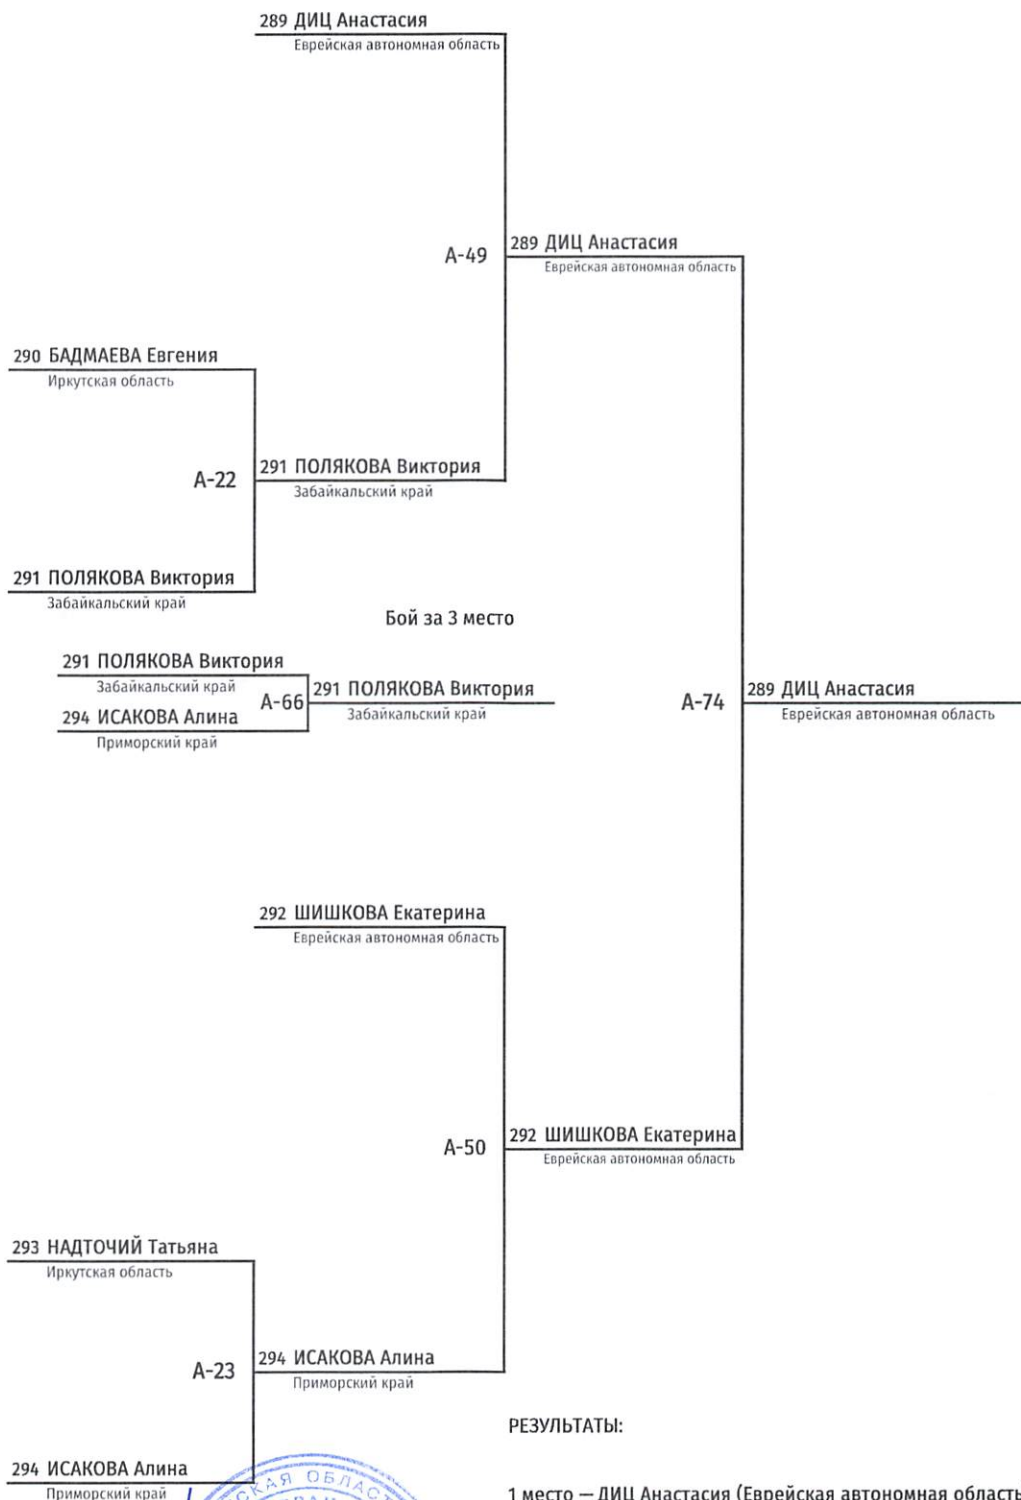 289 ДИЦ Анастасия
Еврейская автономная область
А-49
289 ДИЦ Анастасия
Еврейская автономная область
290 БАДМАЕВА Евгения
Иркутская область
А-22
291 ПОЛЯКОВА Виктория
Забайкальский край
291 ПОЛЯКОВА Виктория
Забайкальский край
Бой за 3 место
291 ПОЛЯКОВА Виктория
Забайкальский край
А-66
291 ПОЛЯКОВА Виктория
Забайкальский край
294 ИСАКОВА Алина
Приморский край
А-74
289 ДИЦ Анастасия
Еврейская автономная область
292 ШИШКОВА Екатерина
Еврейская автономная область
А-50
292 ШИШКОВА Екатерина
Еврейская автономная область
293 НАДТОЧИЙ Татьяна
Иркутская область
А-23
294 ИСАКОВА Алина
Приморский край
РЕЗУЛЬТАТЫ:
294 ИСАКОВА Алина
Приморский край
1 место — ДИЦ Анастасия (Еврейская автономная область